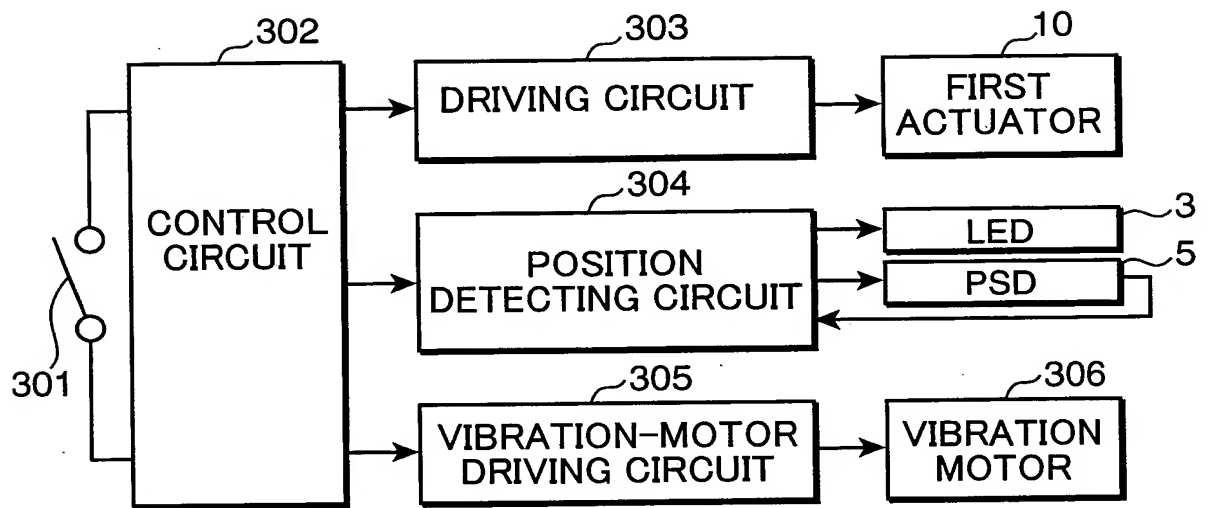 302
303
10
DRIVING CIRCUIT
FIRST
ACTUATOR
304
CONTROL
CIRCUIT
POSITION
DETECTING CIRCUIT
3
LED
5
PSD
301
305
306
VIBRATION-MOTOR
DRIVING CIRCUIT
VIBRATION
MOTOR